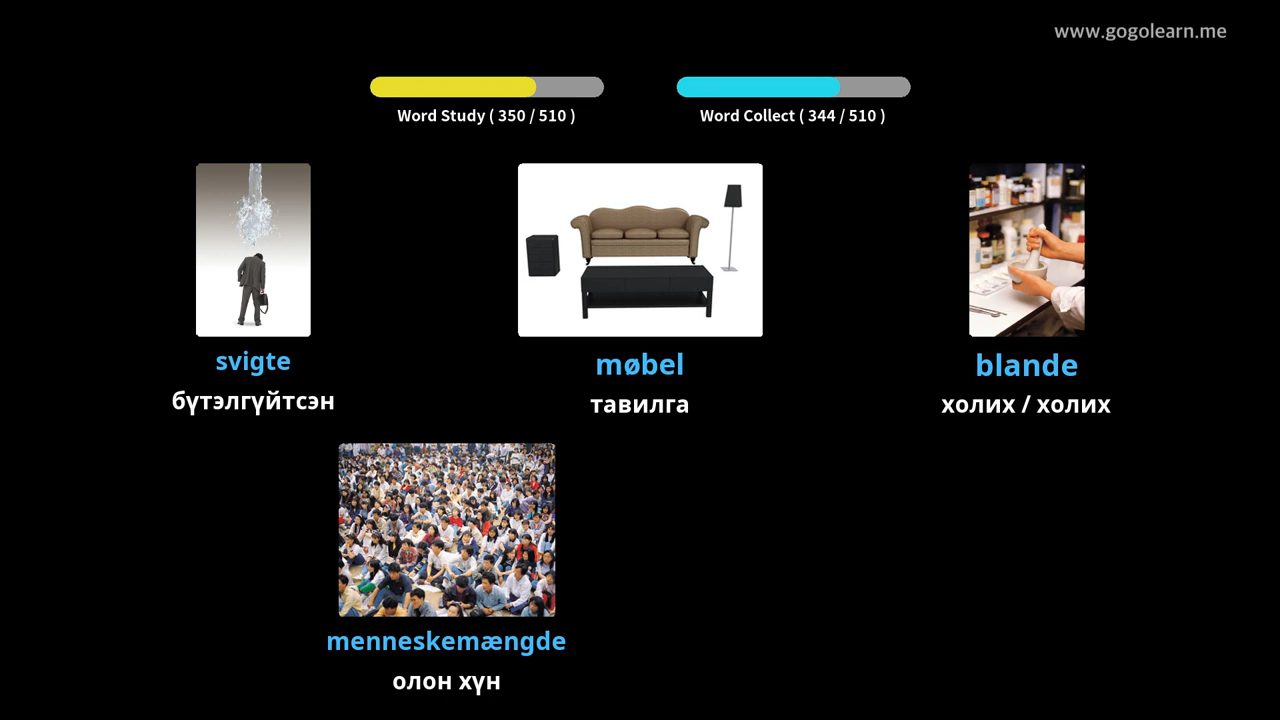 www.gogolearn.me
Word Study ( 350 / 510 )
Word Collect ( 344 / 510 )
svigte
бүтэлгүйтсэн
møbel
тавилга
blande
холих / холих
menneskemængde
олон хүн